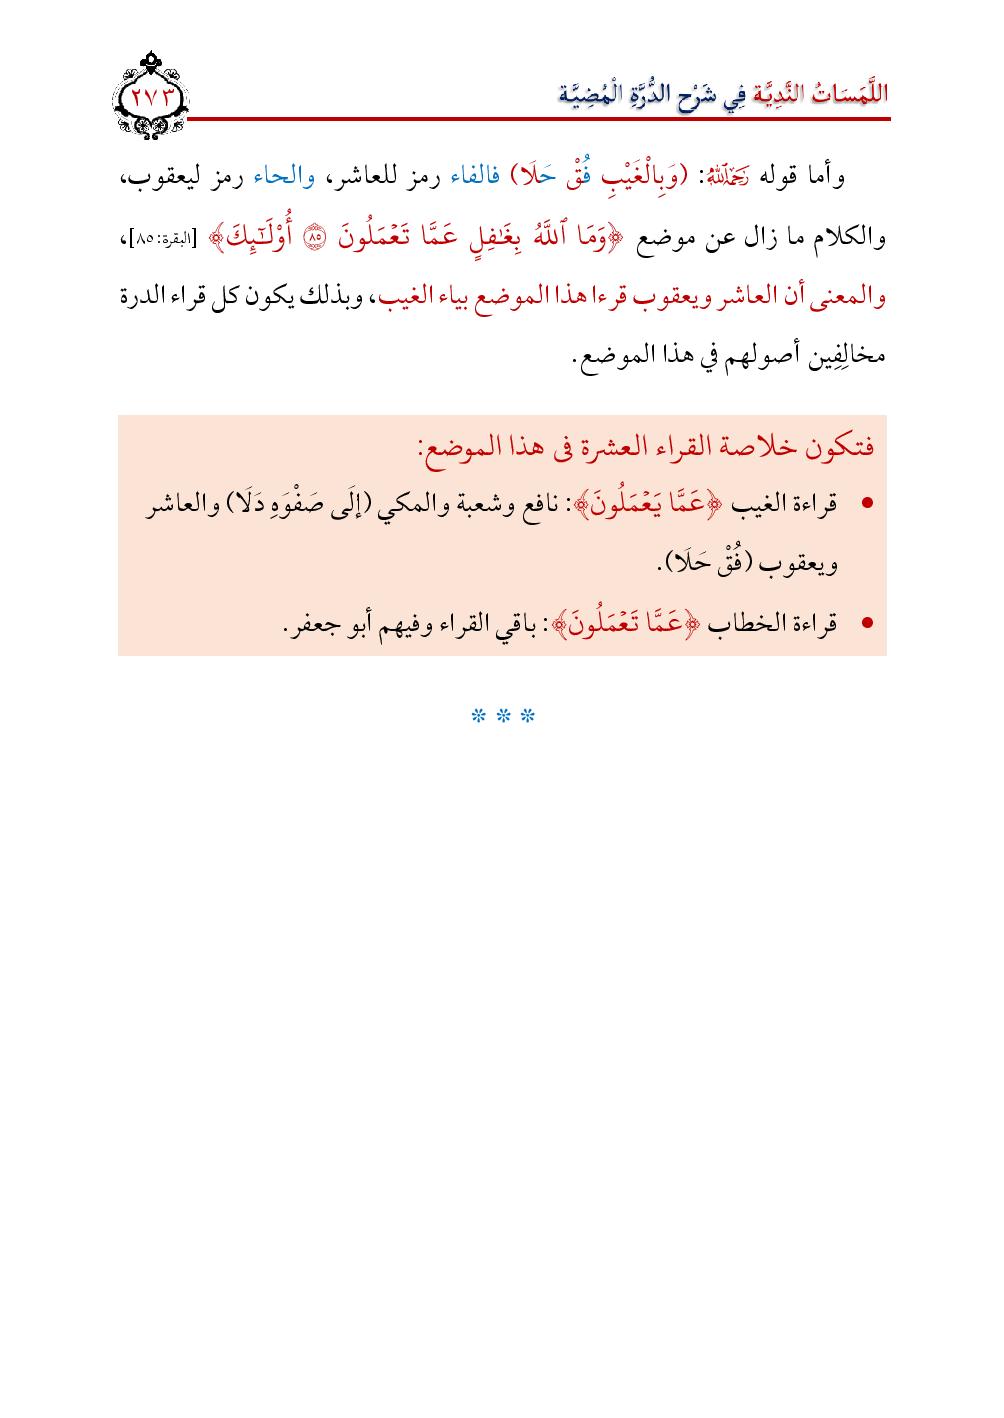 اللَّمَسَاتُ النَّدِيَّة فِي شَرْح الدُّرَّةِ الْمُضِيَّة
٢٧٣
وأما قوله رَحِمَهُ اللَّهُ: (وَبِالْغَيْبِ فُقْ حَلَا) فالفاء رمز للعاشر، والحاء رمز ليعقوب،
والكلام ما زال عن موضع ﴿وَمَا ٱللَّهُ بِغَٰفِلٍ عَمَّا تَعْمَلُونَ ۝٨٥ أُوْلَٰٓئِكَ﴾ [البقرة: ٨٥]،
والمعنى أن العاشر ويعقوب قرءا هذا الموضع بياء الغيب، وبذلك يكون كل قراء الدرة
مخالِفِين أصولهم في هذا الموضع.
فتكون خلاصة القراء العشرة فى هذا الموضع:
• قراءة الغيب ﴿عَمَّا يَعْمَلُونَ﴾: نافع وشعبة والمكي (إلَى صَفْوَهِ دَلَا) والعاشر
ويعقوب (فُقْ حَلَا).
• قراءة الخطاب ﴿عَمَّا تَعْمَلُونَ﴾: باقي القراء وفيهم أبو جعفر.
* * *